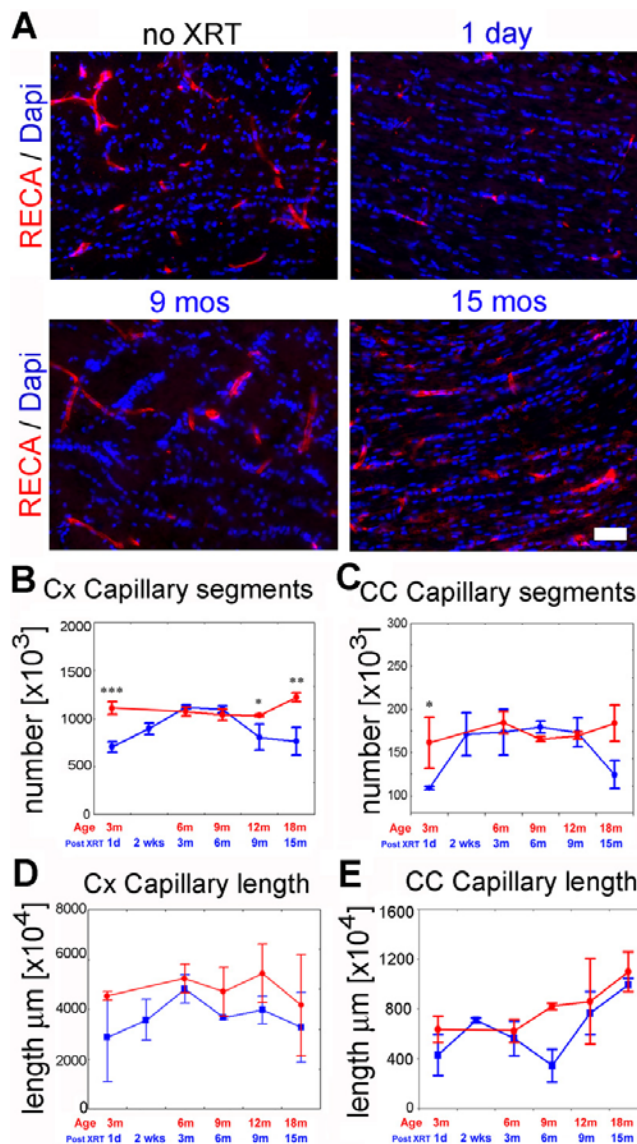 A
no XRT
1 day
RECA / Dapi
9 mos
15 mos
RECA / Dapi
B Cx Capillary segments
number [x10³]
2000
1500
1000
500
0
***
*
**
Age 3m 6m 9m 12m 18m
Post XRT 1d 2 wks 3m 6m 9m 15m
C CC Capillary segments
number [x10³]
300
250
200
150
100
*
Age 3m 6m 9m 12m 18m
Post XRT 1d 2 wks 3m 6m 9m 15m
D Cx Capillary length
length µm [x10⁴]
8000
6000
4000
2000
0
Age 3m 6m 9m 12m 18m
Post XRT 1d 2 wks 3m 6m 9m 15m
E CC Capillary length
length µm [x10⁴]
1600
1200
800
400
0
Age 3m 6m 9m 12m 18m
Post XRT 1d 2 wks 3m 6m 9m 15m